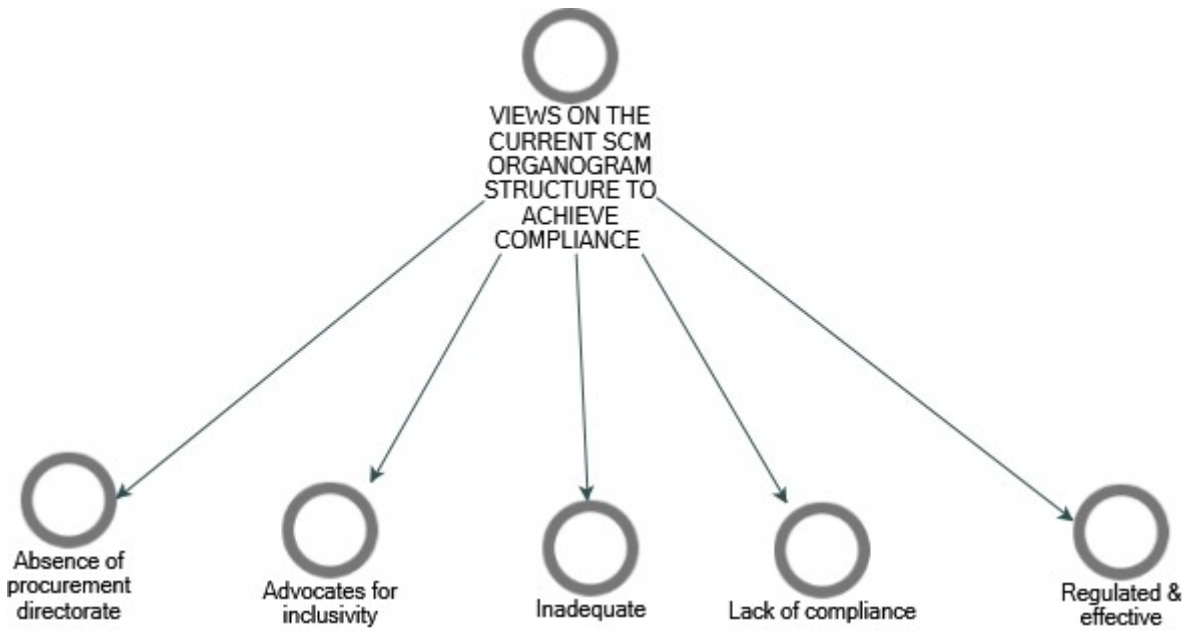 VIEWS ON THE
CURRENT SCM
ORGANOGRAM
STRUCTURE TO
ACHIEVE
COMPLIANCE
Absence of
procurement
directorate
Advocates for
inclusivity
Inadequate
Lack of compliance
Regulated &
effective